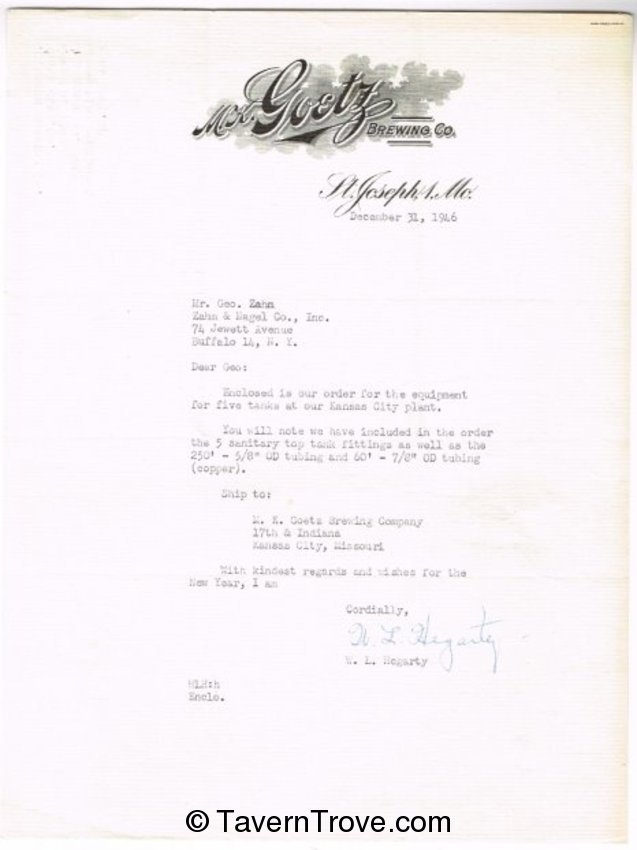 M.K. Goetz
BREWING CO.
St. Joseph, 1, Mo.
December 31, 1946
Mr. Geo. Zahn
Zahn & Nagel Co., Inc.
74 Jewett Avenue
Buffalo 14, N. Y.
Dear Geo:
Enclosed is our order for the equipment
for five tanks at our Kansas City plant.
You will note we have included in the order
the 5 sanitary top tank fittings as well as the
250' - 5/8" OD tubing and 60' - 7/8" OD tubing
(copper).
Ship to:
M. K. Goetz Brewing Company
17th & Indiana
Kansas City, Missouri
With kindest regards and wishes for the
New Year, I am
Cordially,
W. L. Hegarty
W. L. Hegarty
WLH:h
Enclo.
© TavernTrove.com